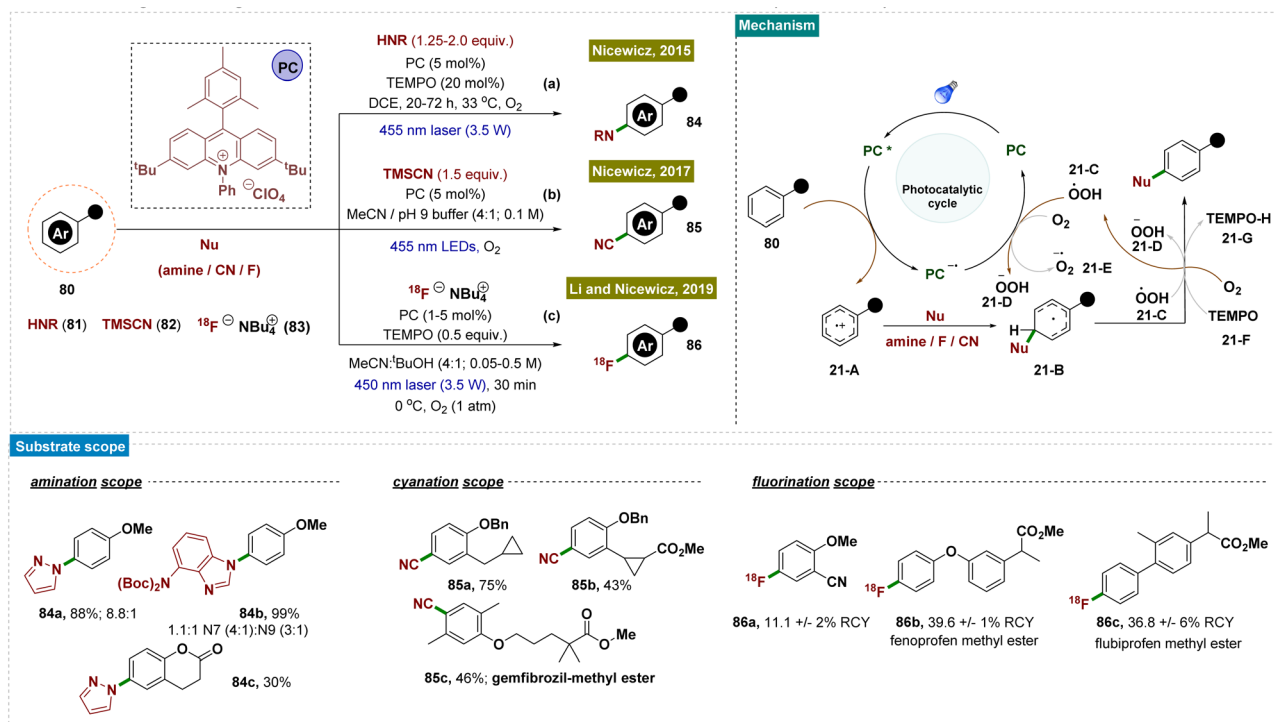 PC
tBu
N
⊕
Ph
⊖
ClO4
tBu
Ar
80
Nu
(amine / CN / F)
HNR (81) TMSCN (82) 18F ⊖ NBu4 ⊕ (83)
HNR (1.25-2.0 equiv.)
PC (5 mol%)
TEMPO (20 mol%)
(a)
DCE, 20-72 h, 33 oC, O2
455 nm laser (3.5 W)
Nicewicz, 2015
Ar
RN
84
TMSCN (1.5 equiv.)
PC (5 mol%)
(b)
MeCN / pH 9 buffer (4:1; 0.1 M)
455 nm LEDs, O2
Nicewicz, 2017
Ar
NC
85
18F ⊖ NBu4 ⊕
PC (1-5 mol%)
(c)
TEMPO (0.5 equiv.)
MeCN:tBuOH (4:1; 0.05-0.5 M)
450 nm laser (3.5 W), 30 min
0 oC, O2 (1 atm)
Li and Nicewicz, 2019
Ar
18F
86
Mechanism
PC *
PC
Photocatalytic
cycle
PC −•
80
21-C
•OOH
O2
O2 −• 21-E
−OOH
21-D
21-A
Nu
amine / F / CN
H
Nu
21-B
Nu
−OOH
21-D
TEMPO-H
21-G
•OOH
21-C
O2
TEMPO
21-F
Substrate scope
amination scope
OMe
N
N
84a, 88%; 8.8:1
OMe
N
N
(Boc)2N
84b, 99%
1.1:1 N7 (4:1):N9 (3:1)
O
O
N
N
84c, 30%
cyanation scope
OBn
NC
85a, 75%
OBn
NC
CO2Me
85b, 43%
NC
O
O
O
Me
85c, 46%; gemfibrozil-methyl ester
fluorination scope
OMe
18F
CN
86a, 11.1 +/- 2% RCY
CO2Me
O
18F
86b, 39.6 +/- 1% RCY
fenoprofen methyl ester
CO2Me
18F
86c, 36.8 +/- 6% RCY
flubiprofen methyl ester